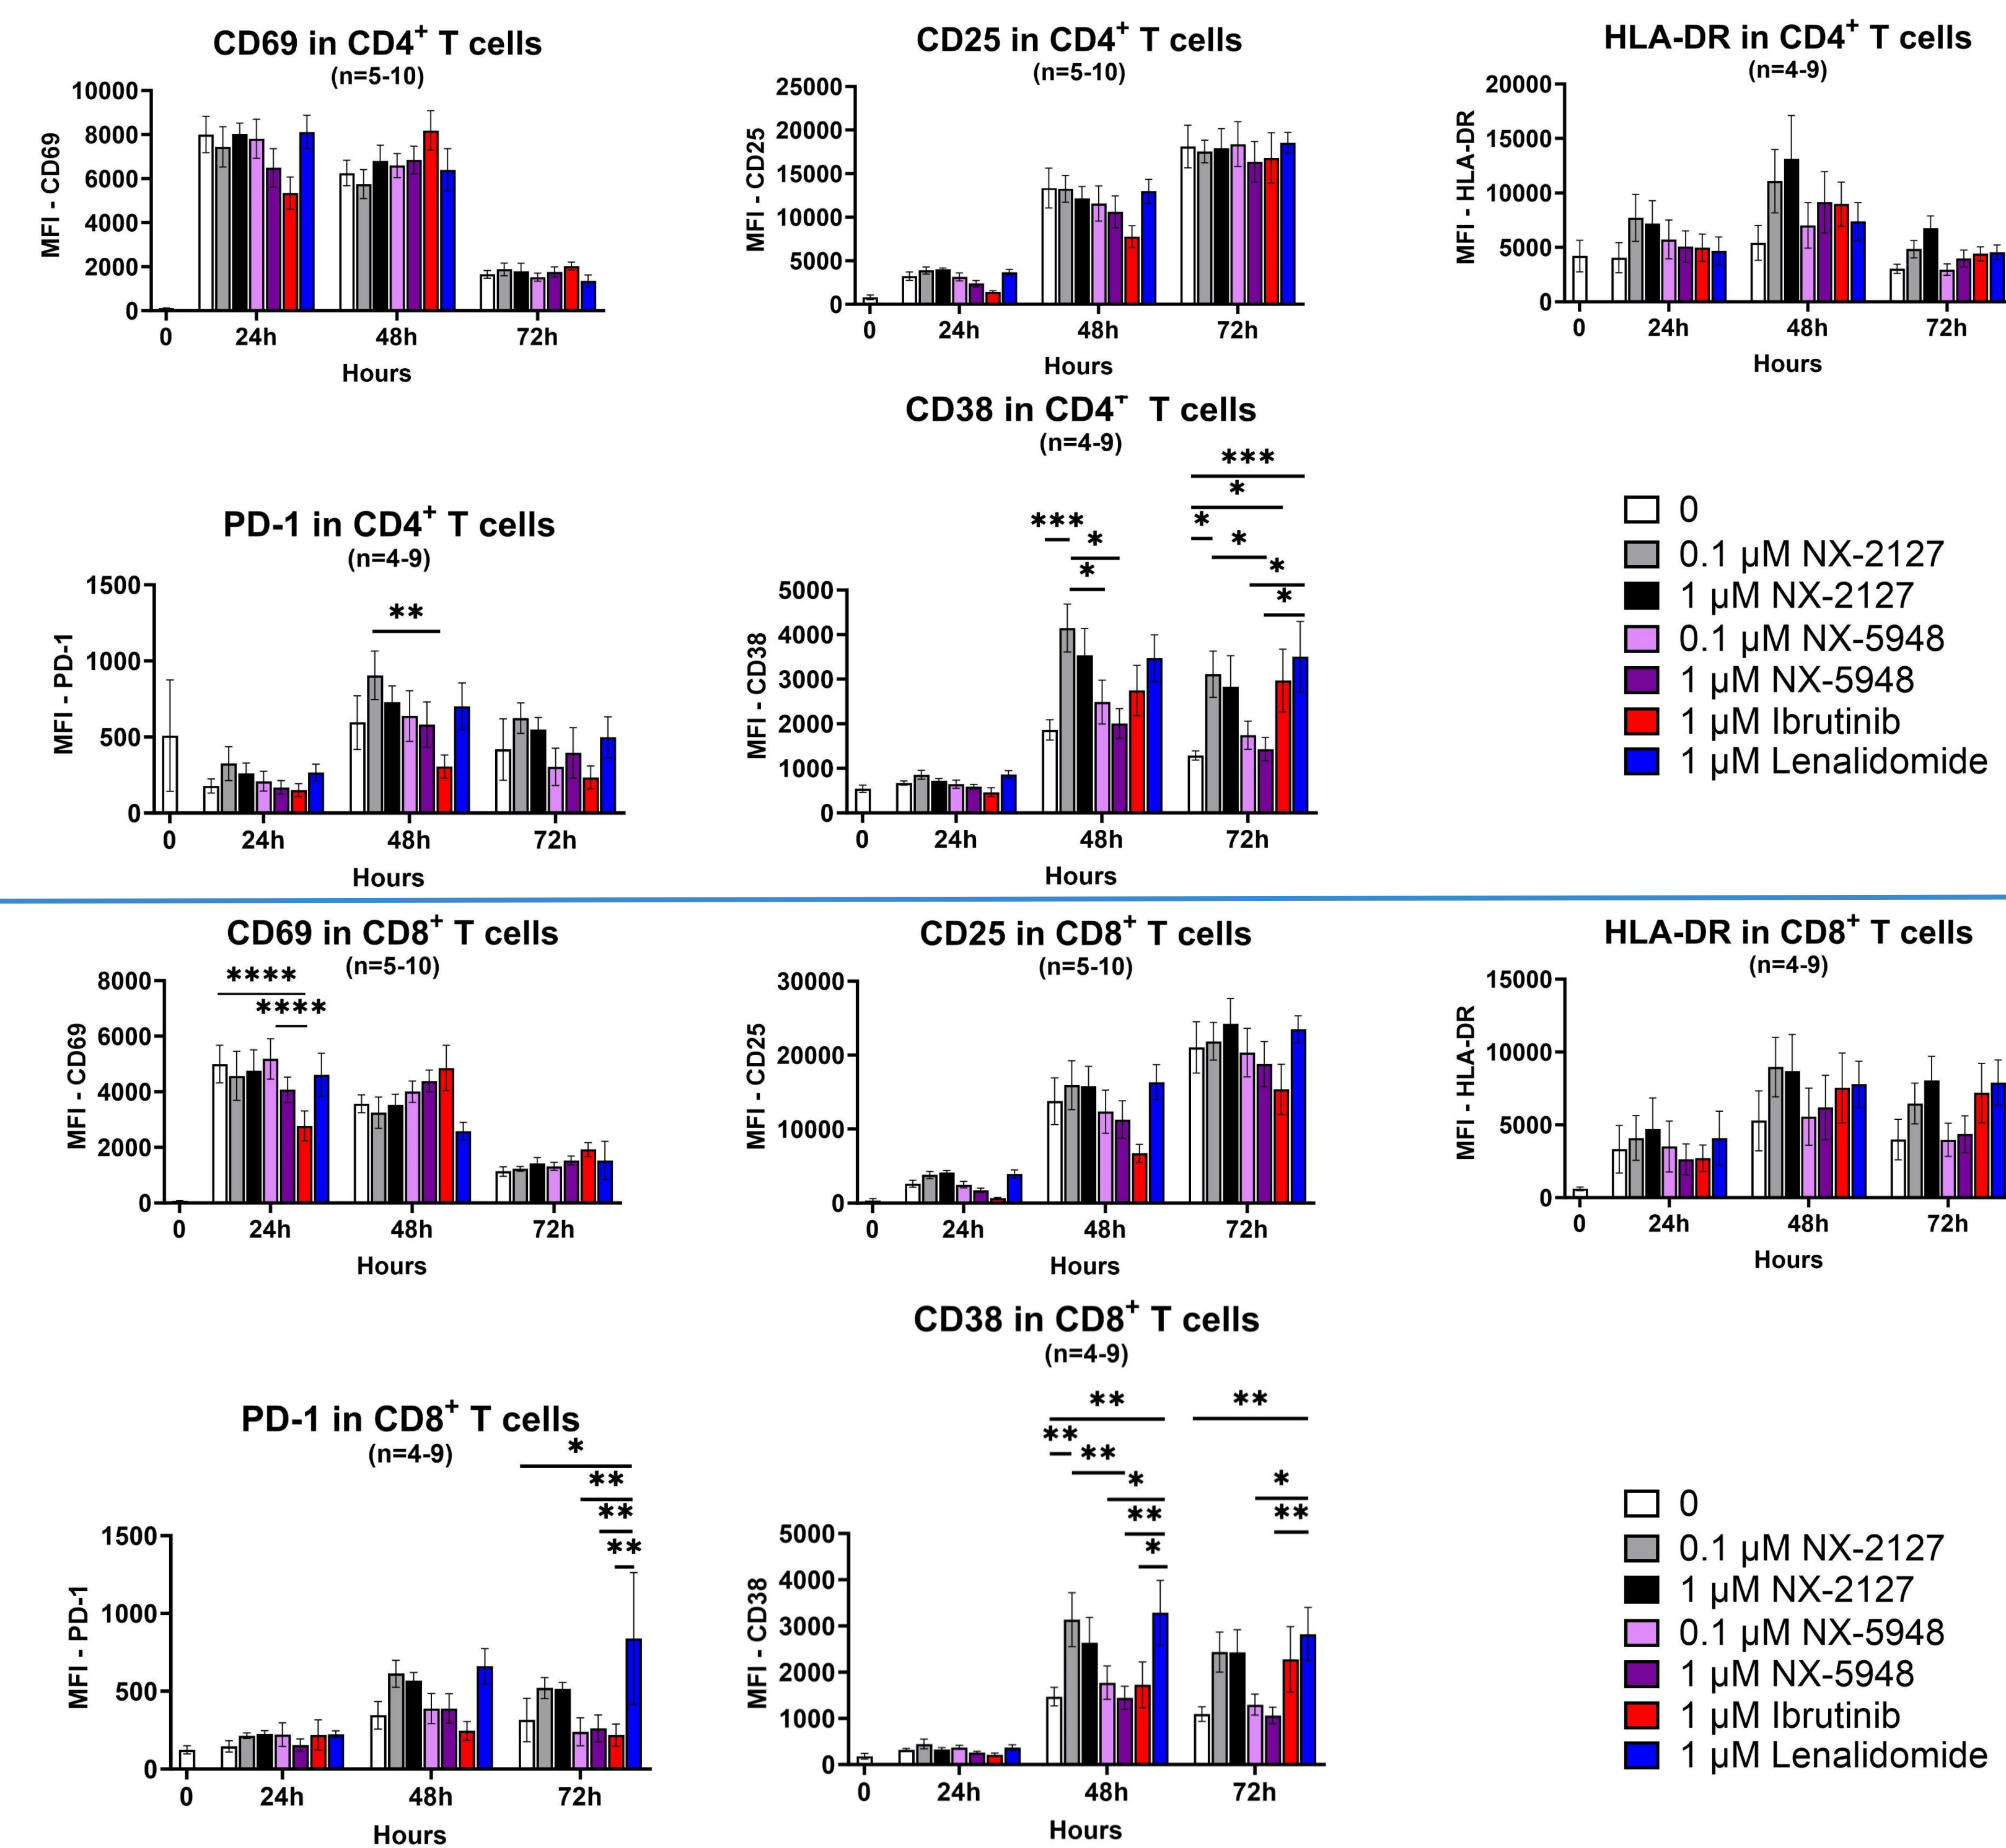 CD69 in CD4+ T cells
(n=5-10)
MFI - CD69
10000
8000
6000
4000
2000
0
0 24h 48h 72h
Hours
CD25 in CD4+ T cells
(n=5-10)
MFI - CD25
25000
20000
15000
10000
5000
0
0 24h 48h 72h
Hours
HLA-DR in CD4+ T cells
(n=4-9)
MFI - HLA-DR
20000
15000
10000
5000
0
0 24h 48h 72h
Hours
PD-1 in CD4+ T cells
(n=4-9)
MFI - PD-1
1500
1000
500
0
**
0 24h 48h 72h
Hours
CD38 in CD4+ T cells
(n=4-9)
MFI - CD38
5000
4000
3000
2000
1000
0
***
*
*
***
*
*
*
*
*
0 24h 48h 72h
Hours
0
0.1 µM NX-2127
1 µM NX-2127
0.1 µM NX-5948
1 µM NX-5948
1 µM Ibrutinib
1 µM Lenalidomide
CD69 in CD8+ T cells
(n=5-10)
MFI - CD69
8000
6000
4000
2000
0
****
****
0 24h 48h 72h
Hours
CD25 in CD8+ T cells
(n=5-10)
MFI - CD25
30000
20000
10000
0
0 24h 48h 72h
Hours
HLA-DR in CD8+ T cells
(n=4-9)
MFI - HLA-DR
15000
10000
5000
0
0 24h 48h 72h
Hours
PD-1 in CD8+ T cells
(n=4-9)
MFI - PD-1
1500
1000
500
0
*
**
**
**
0 24h 48h 72h
Hours
CD38 in CD8+ T cells
(n=4-9)
MFI - CD38
5000
4000
3000
2000
1000
0
**
**
**
*
**
*
**
*
**
0 24h 48h 72h
Hours
0
0.1 µM NX-2127
1 µM NX-2127
0.1 µM NX-5948
1 µM NX-5948
1 µM Ibrutinib
1 µM Lenalidomide